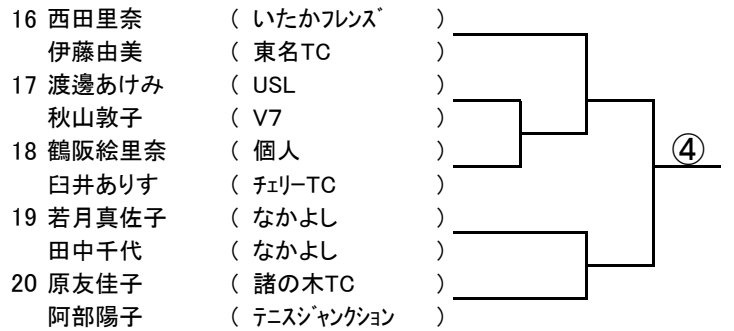 16 西田里奈 ( いたかﾌﾚﾝｽﾞ )
伊藤由美 ( 東名TC )
17 渡邊あけみ ( USL )
秋山敦子 ( V7 )
18 鶴阪絵里奈 ( 個人 )
④
臼井ありす ( ﾁｪﾘｰTC )
19 若月真佐子 ( なかよし )
田中千代 ( なかよし )
20 原友佳子 ( 諸の木TC )
阿部陽子 ( ﾃﾆｽｼﾞｬﾝｸｼｮﾝ )